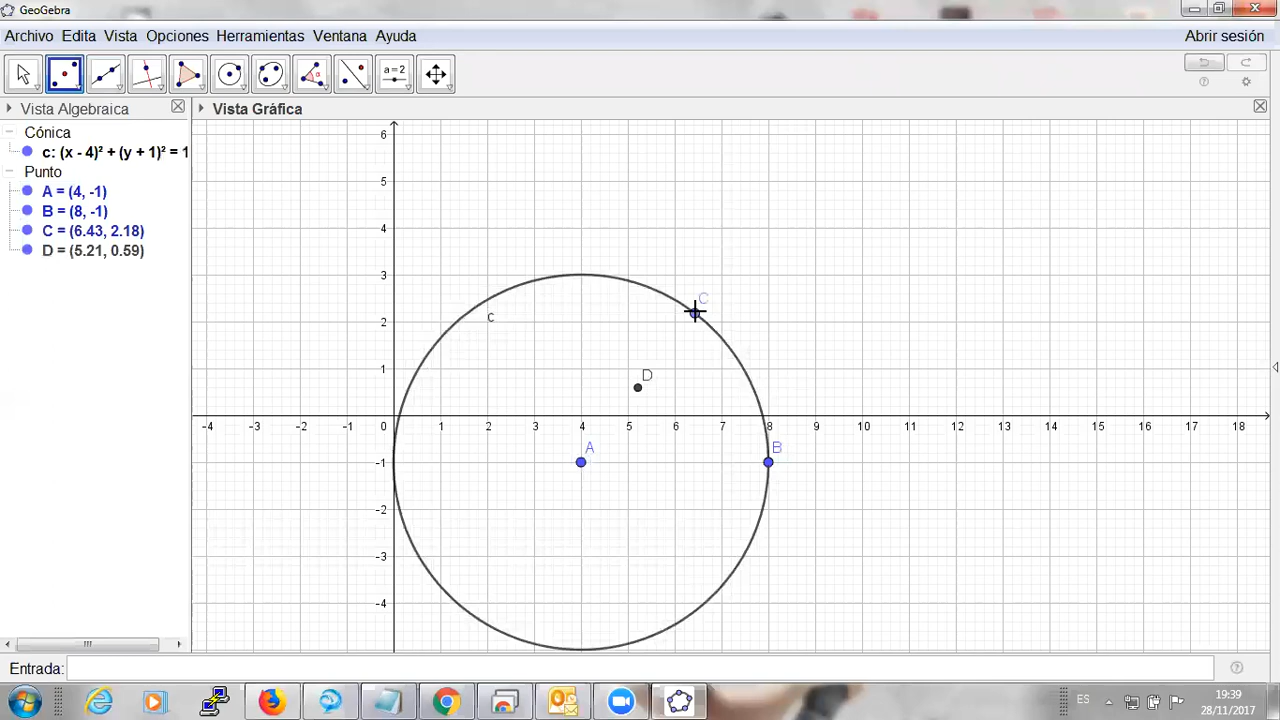 GeoGebra
Archivo Edita Vista Opciones Herramientas Ventana Ayuda Abrir sesión
a=2
Vista Algebraica
Vista Gráfica
Cónica
c: (x - 4)² + (y + 1)² = 1
Punto
A = (4, -1)
B = (8, -1)
C = (6.43, 2.18)
D = (5.21, 0.59)
6
5
4
3
2
1
-1
-2
-3
-4
-4 -3 -2 -1 0 1 2 3 4 5 6 7 8 9 10 11 12 13 14 15 16 17 18
C
c
D
A
B
Entrada:
ES
19:39
28/11/2017